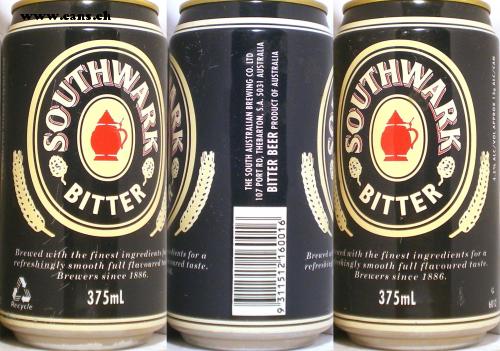 www.cans.ch
SOUTHWARK
BITTER
Brewed with the finest ingredients for a
refreshingly smooth full flavoured taste.
Brewers since 1886.
Recycle
375mL
THE SOUTH AUSTRALIAN BREWING CO. LTD
107 PORT RD, THEBARTON, S.A. 5031 AUSTRALIA
BITTER BEER PRODUCT OF AUSTRALIA
9 311512 160016
SOUTHWARK
BITTER
Brewed with the finest ingredients
refreshingly smooth full flavoured taste.
Brewers since 1886.
375mL